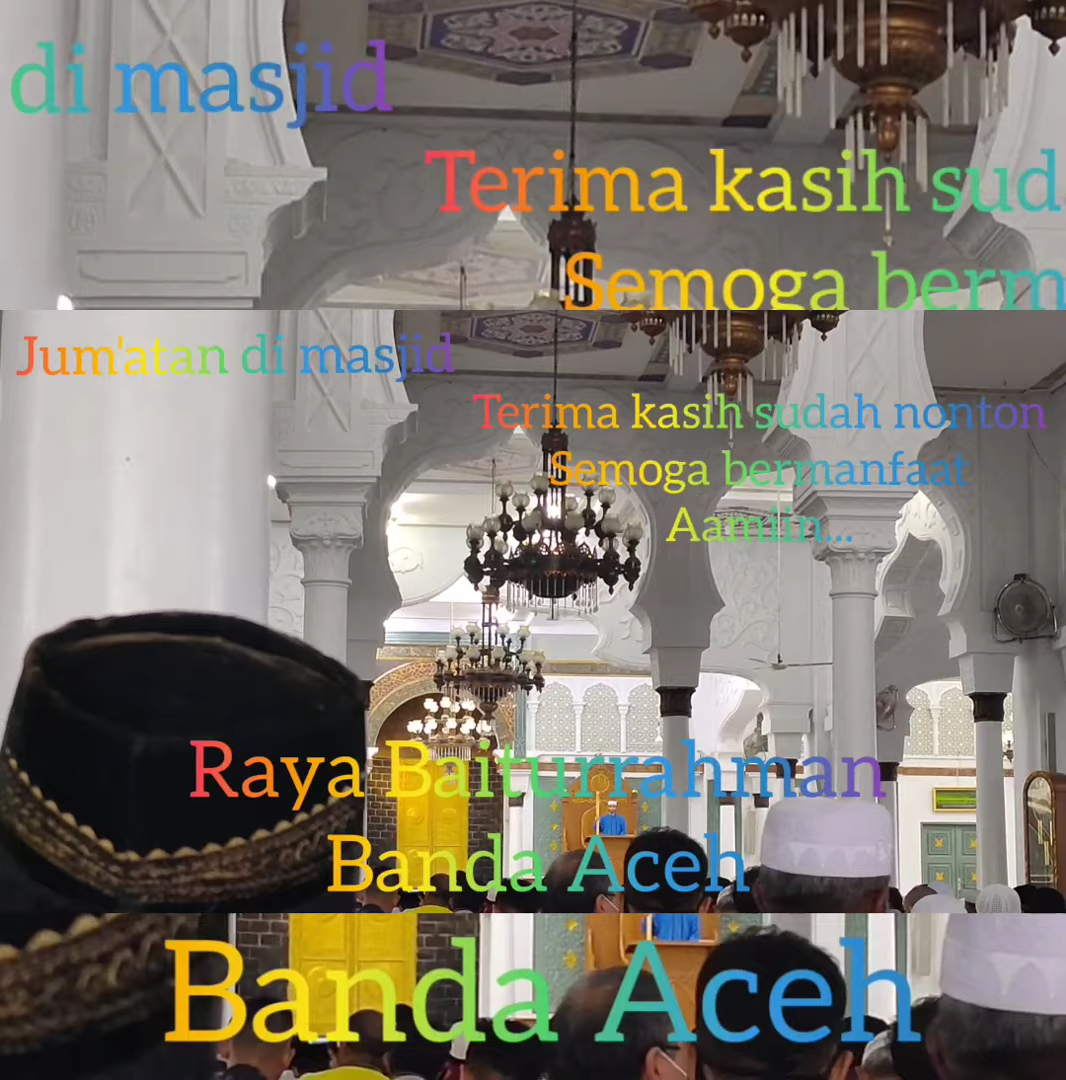 di masjid
Terima kasih sud
Semoga berm
Jum'atan di masjid
Terima kasih sudah nonton
Semoga bermanfaat
Aamiin...
Raya Baiturrahman
Banda Aceh
Banda Aceh